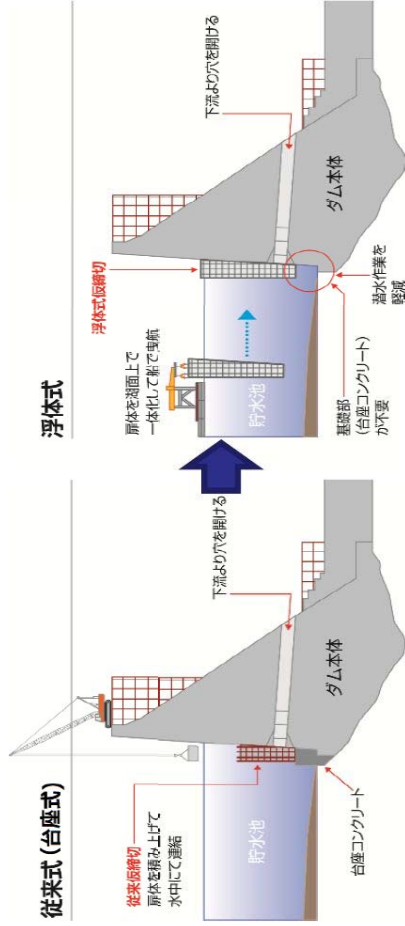 従来式(台座式)
従来仮締切
扉体を積み上げて
水中にて連結
貯水池
台座コンクリート
ダム本体
下流より穴を開ける
浮体式
扉体を湖面上で
一体化して船で曳航
浮体式仮締切
貯水池
基礎部
(台座コンクリート)
が不要
潜水作業を
軽減
ダム本体
下流より穴を開ける